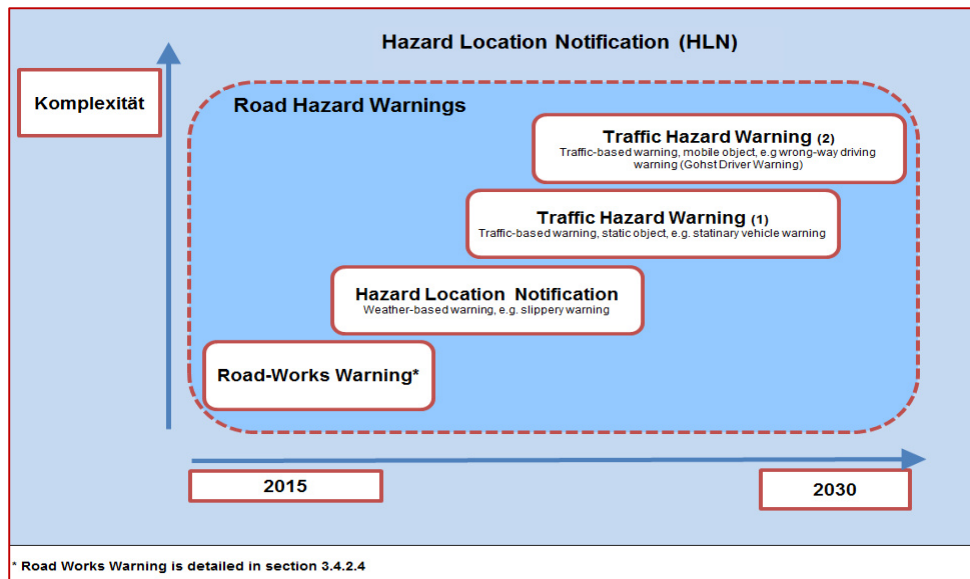 Hazard Location Notification (HLN)
Komplexität
Road Hazard Warnings
Traffic Hazard Warning (2)
Traffic-based warning, mobile object, e.g wrong-way driving
warning (Gohst Driver Warning)
Traffic Hazard Warning (1)
Traffic-based warning, static object, e.g. statinary vehicle warning
Hazard Location Notification
Weather-based warning, e.g. slippery warning
Road-Works Warning*
2015
2030
* Road Works Warning is detailed in section 3.4.2.4